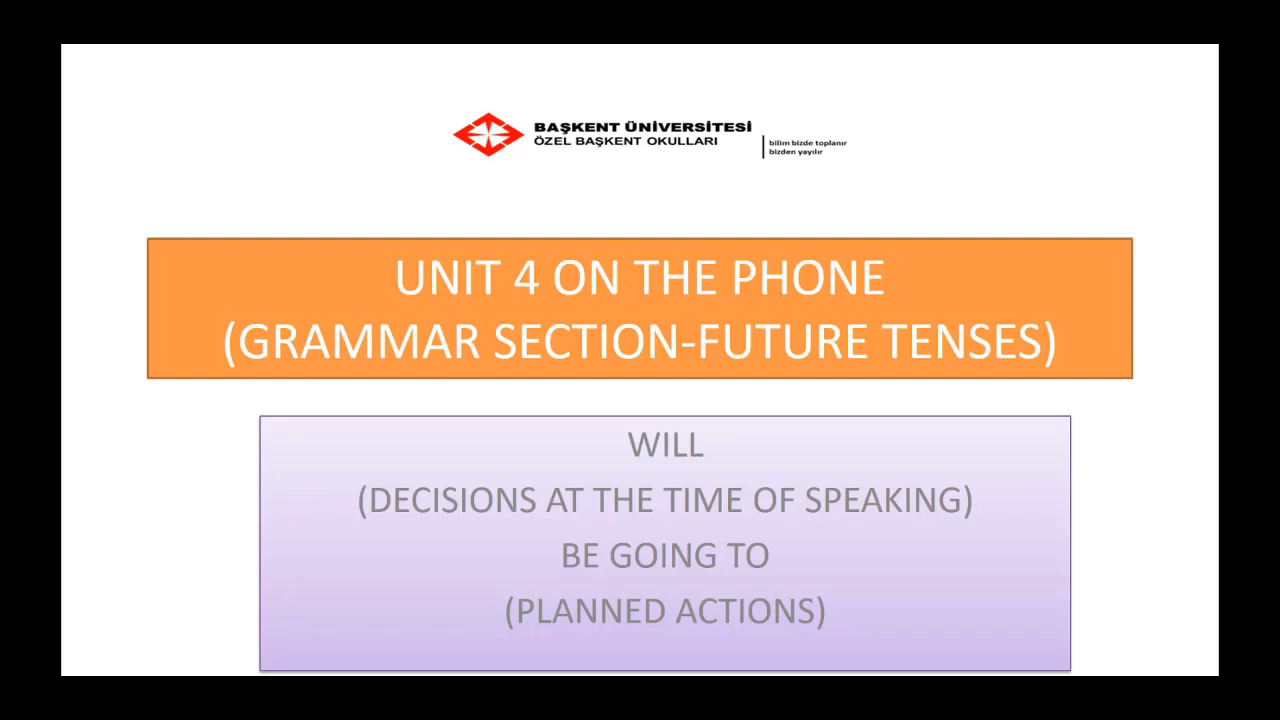 BAŞKENT ÜNİVERSİTESİ
ÖZEL BAŞKENT OKULLARI
bilim bizde toplanır
bizden yayılır
UNIT 4 ON THE PHONE
(GRAMMAR SECTION-FUTURE TENSES)
WILL
(DECISIONS AT THE TIME OF SPEAKING)
BE GOING TO
(PLANNED ACTIONS)